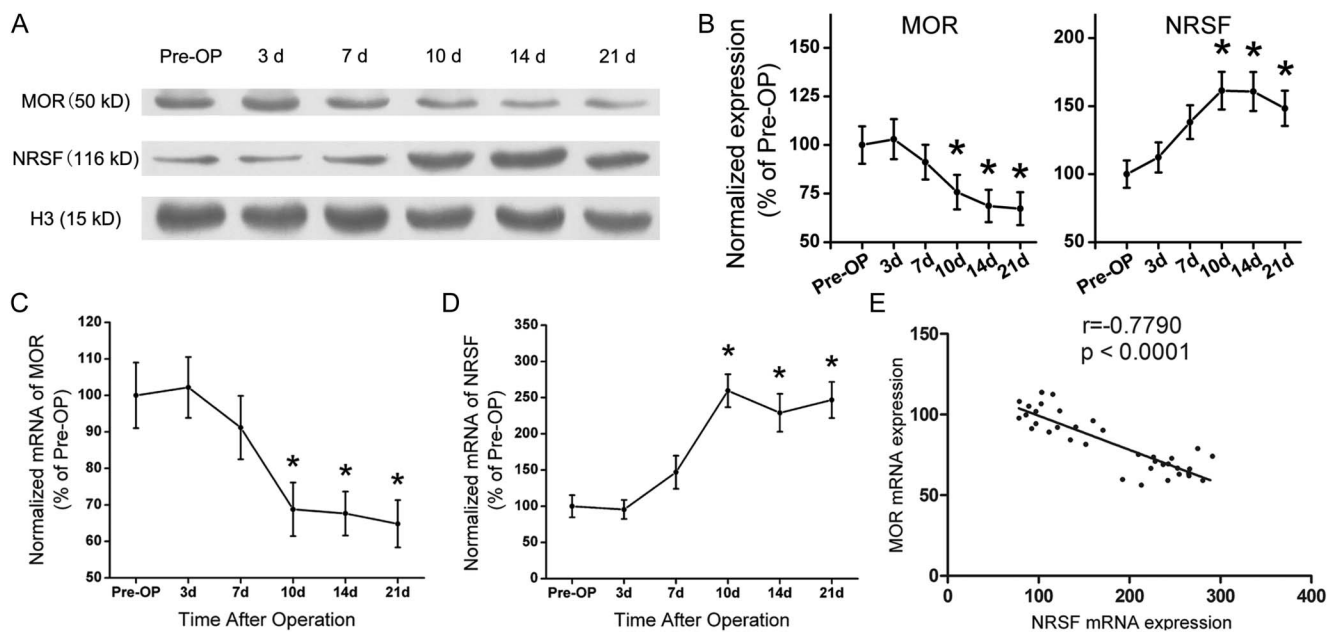 A
Pre-OP 3 d 7 d 10 d 14 d 21 d
MOR (50 kD)
NRSF (116 kD)
H3 (15 kD)
B
MOR
NRSF
Normalized expression
(% of Pre-OP)
150
125
100
75
50
* * *
Pre-OP 3d 7d 10d 14d 21d
200
150
100
50
* * *
Pre-OP 3d 7d 10d 14d 21d
C
Normalized mRNA of MOR
(% of Pre-OP)
120
110
100
90
80
70
60
50
* * *
Pre-OP 3d 7d 10d 14d 21d
Time After Operation
D
Normalized mRNA of NRSF
(% of Pre-OP)
350
300
250
200
150
100
50
0
* * *
Pre-OP 3d 7d 10d 14d 21d
Time After Operation
E
r=-0.7790
p < 0.0001
MOR mRNA expression
150
100
50
0
0 100 200 300 400
NRSF mRNA expression